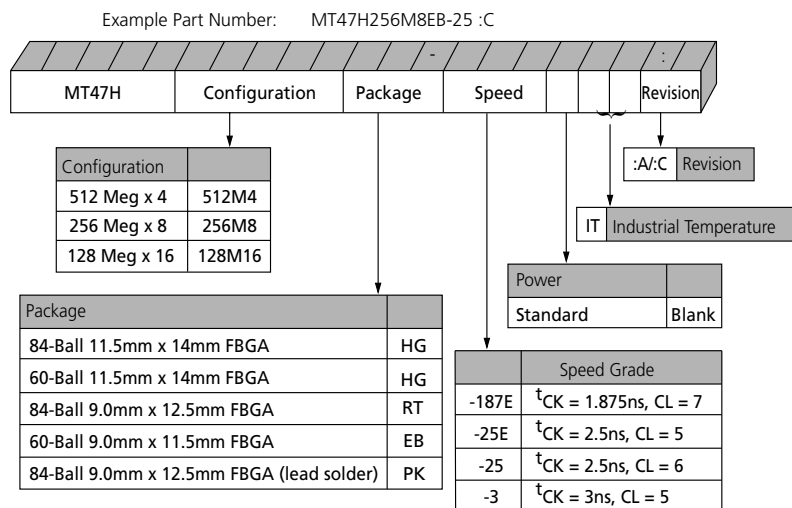 Example Part Number: MT47H256M8EB-25 :C
- :
MT47H Configuration Package Speed Revision
Configuration
512 Meg x 4 512M4
256 Meg x 8 256M8
128 Meg x 16 128M16
:A/:C Revision
IT Industrial Temperature
Power
Standard Blank
Package
84-Ball 11.5mm x 14mm FBGA HG
60-Ball 11.5mm x 14mm FBGA HG
84-Ball 9.0mm x 12.5mm FBGA RT
60-Ball 9.0mm x 11.5mm FBGA EB
84-Ball 9.0mm x 12.5mm FBGA (lead solder) PK
Speed Grade
-187E tCK = 1.875ns, CL = 7
-25E tCK = 2.5ns, CL = 5
-25 tCK = 2.5ns, CL = 6
-3 tCK = 3ns, CL = 5